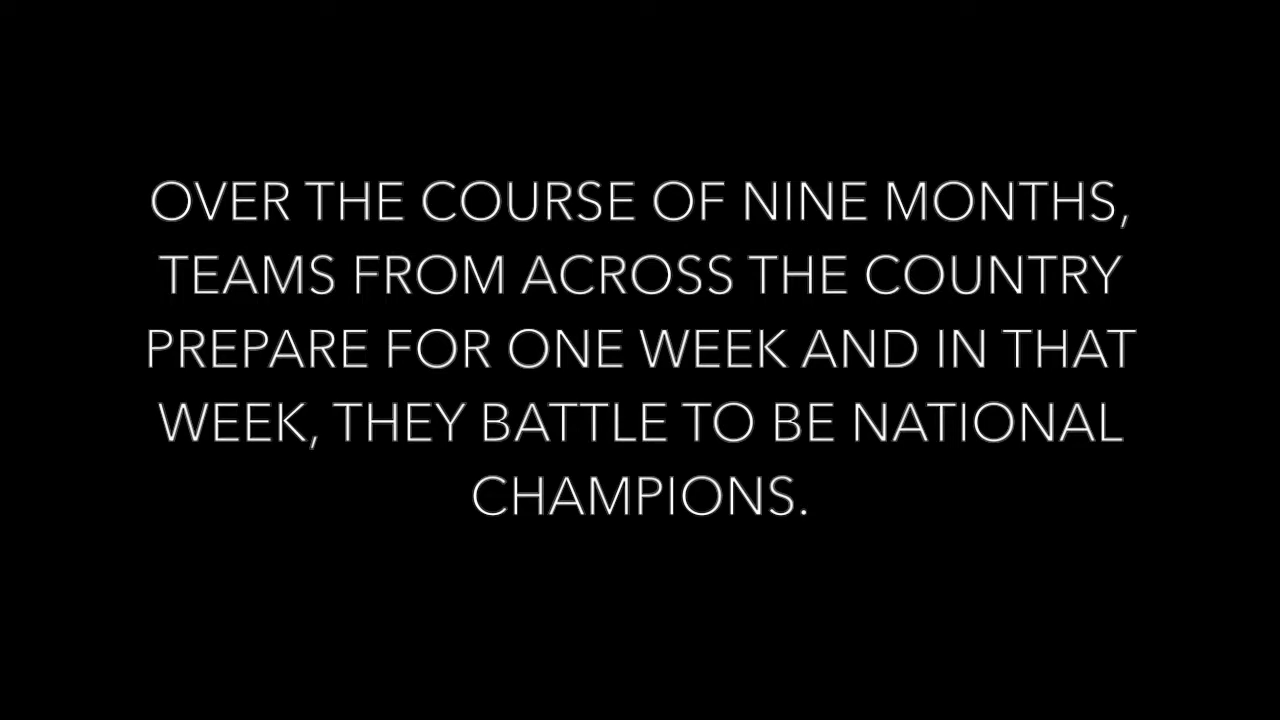 OVER THE COURSE OF NINE MONTHS,
TEAMS FROM ACROSS THE COUNTRY
PREPARE FOR ONE WEEK AND IN THAT
WEEK, THEY BATTLE TO BE NATIONAL
CHAMPIONS.